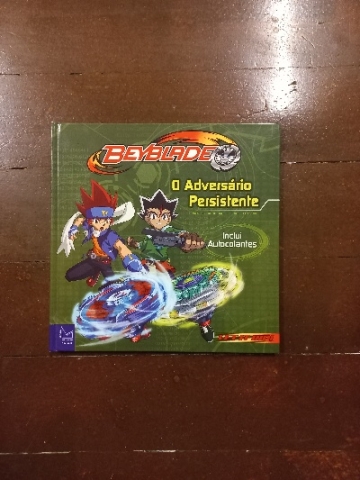 BEYBLADE
O Adversário
Persistente
Inclui
Autocolantes